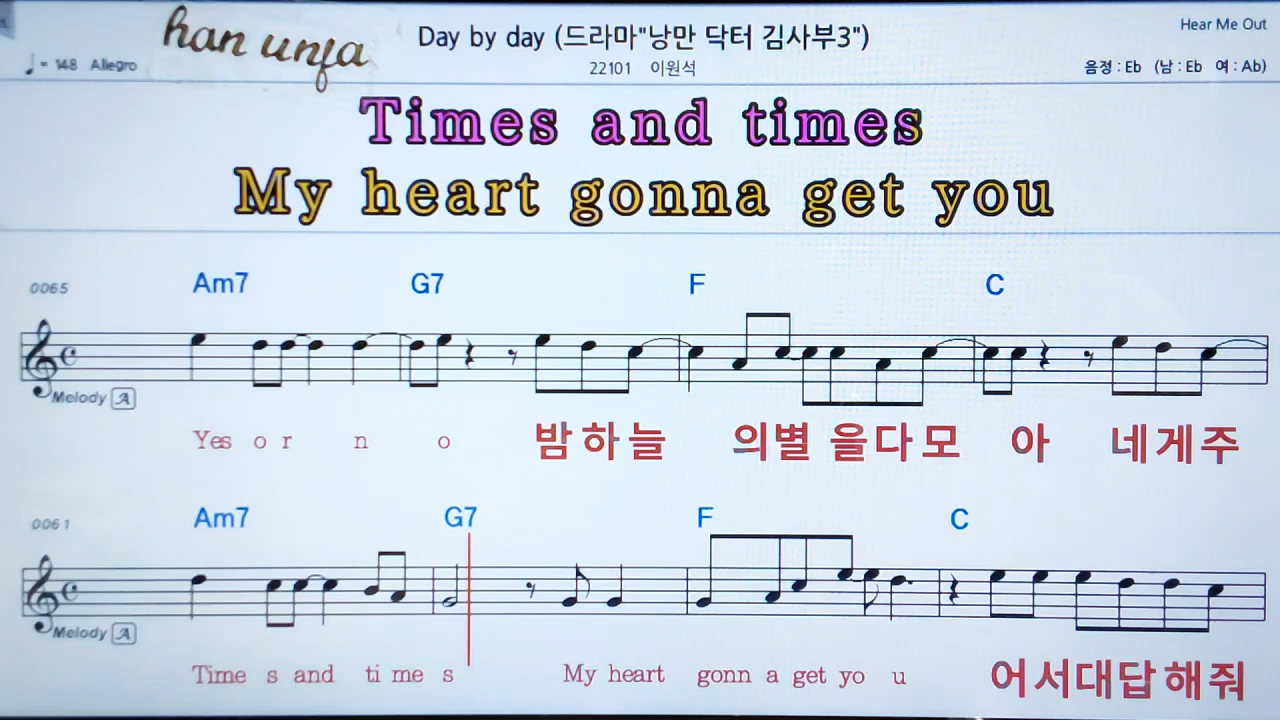 han unfa
Day by day (드라마"낭만 닥터 김사부3")
Hear Me Out
♩= 148 Allegro
22101 이원석
음정 : Eb (남 : Eb 여 : Ab)
Times and times
My heart gonna get you
0065 Am7 G7 F C
Melody A
Yes o r n o 밤하늘 의별 을다모 아 네게주
0061 Am7 G7 F C
Melody A
Time s and ti me s My heart gonn a get yo u 어서대답해줘